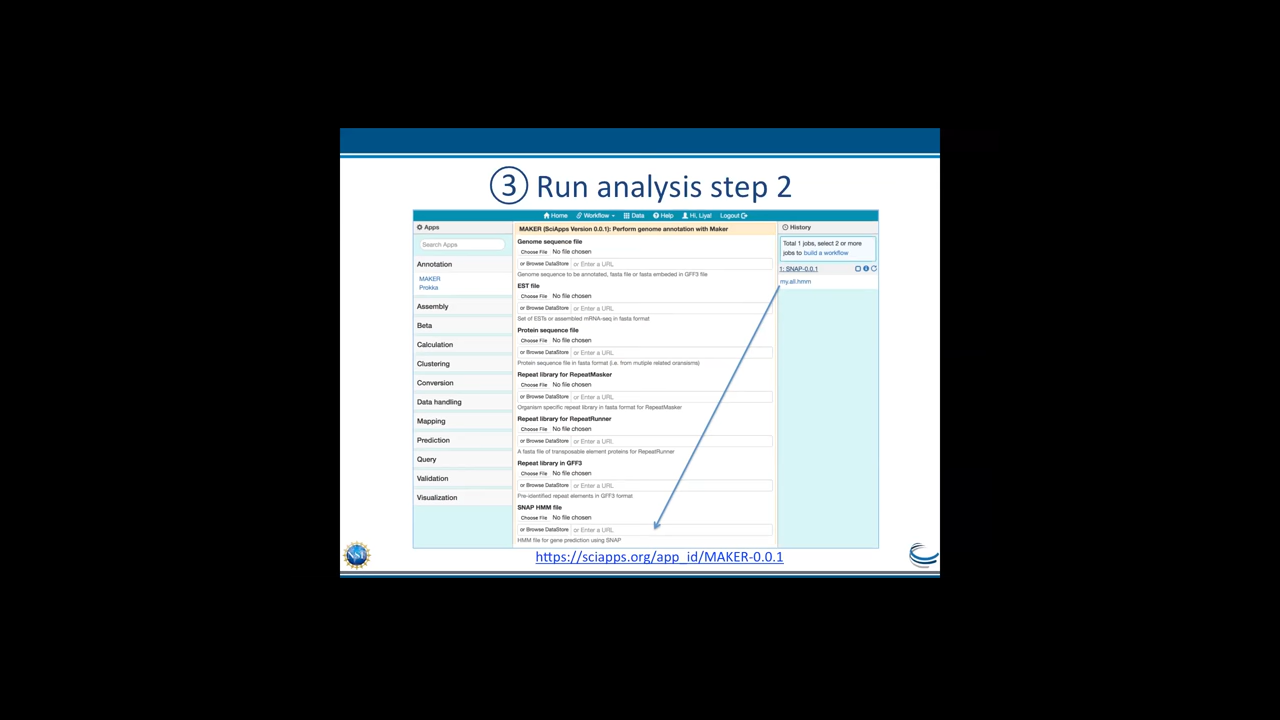 ③ Run analysis step 2
Home Workflow Data Help Hi, Liya! Logout
Apps
Search Apps
Annotation
MAKER
Prokka
Assembly
Beta
Calculation
Clustering
Conversion
Data handling
Mapping
Prediction
Query
Validation
Visualization
MAKER (SciApps Version 0.0.1): Perform genome annotation with Maker
Genome sequence file
Choose File No file chosen
or Browse DataStore or Enter a URL
Genome sequence to be annotated, fasta file or fasta embeded in GFF3 file
EST file
Choose File No file chosen
or Browse DataStore or Enter a URL
Set of ESTs or assembled mRNA-seq in fasta format
Protein sequence file
Choose File No file chosen
or Browse DataStore or Enter a URL
Protein sequence file in fasta format (i.e. from mutiple related oransisms)
Repeat library for RepeatMasker
Choose File No file chosen
or Browse DataStore or Enter a URL
Organism specific repeat library in fasta format for RepeatMasker
Repeat library for RepeatRunner
Choose File No file chosen
or Browse DataStore or Enter a URL
A fasta file of transposable element proteins for RepeatRunner
Repeat library in GFF3
Choose File No file chosen
or Browse DataStore or Enter a URL
Pre-identified repeat elements in GFF3 format
SNAP HMM file
Choose File No file chosen
or Browse DataStore or Enter a URL
HMM file for gene prediction using SNAP
History
Total 1 jobs, select 2 or more
jobs to build a workflow
1: SNAP-0.0.1
my.all.hmm
https://sciapps.org/app_id/MAKER-0.0.1
NSF